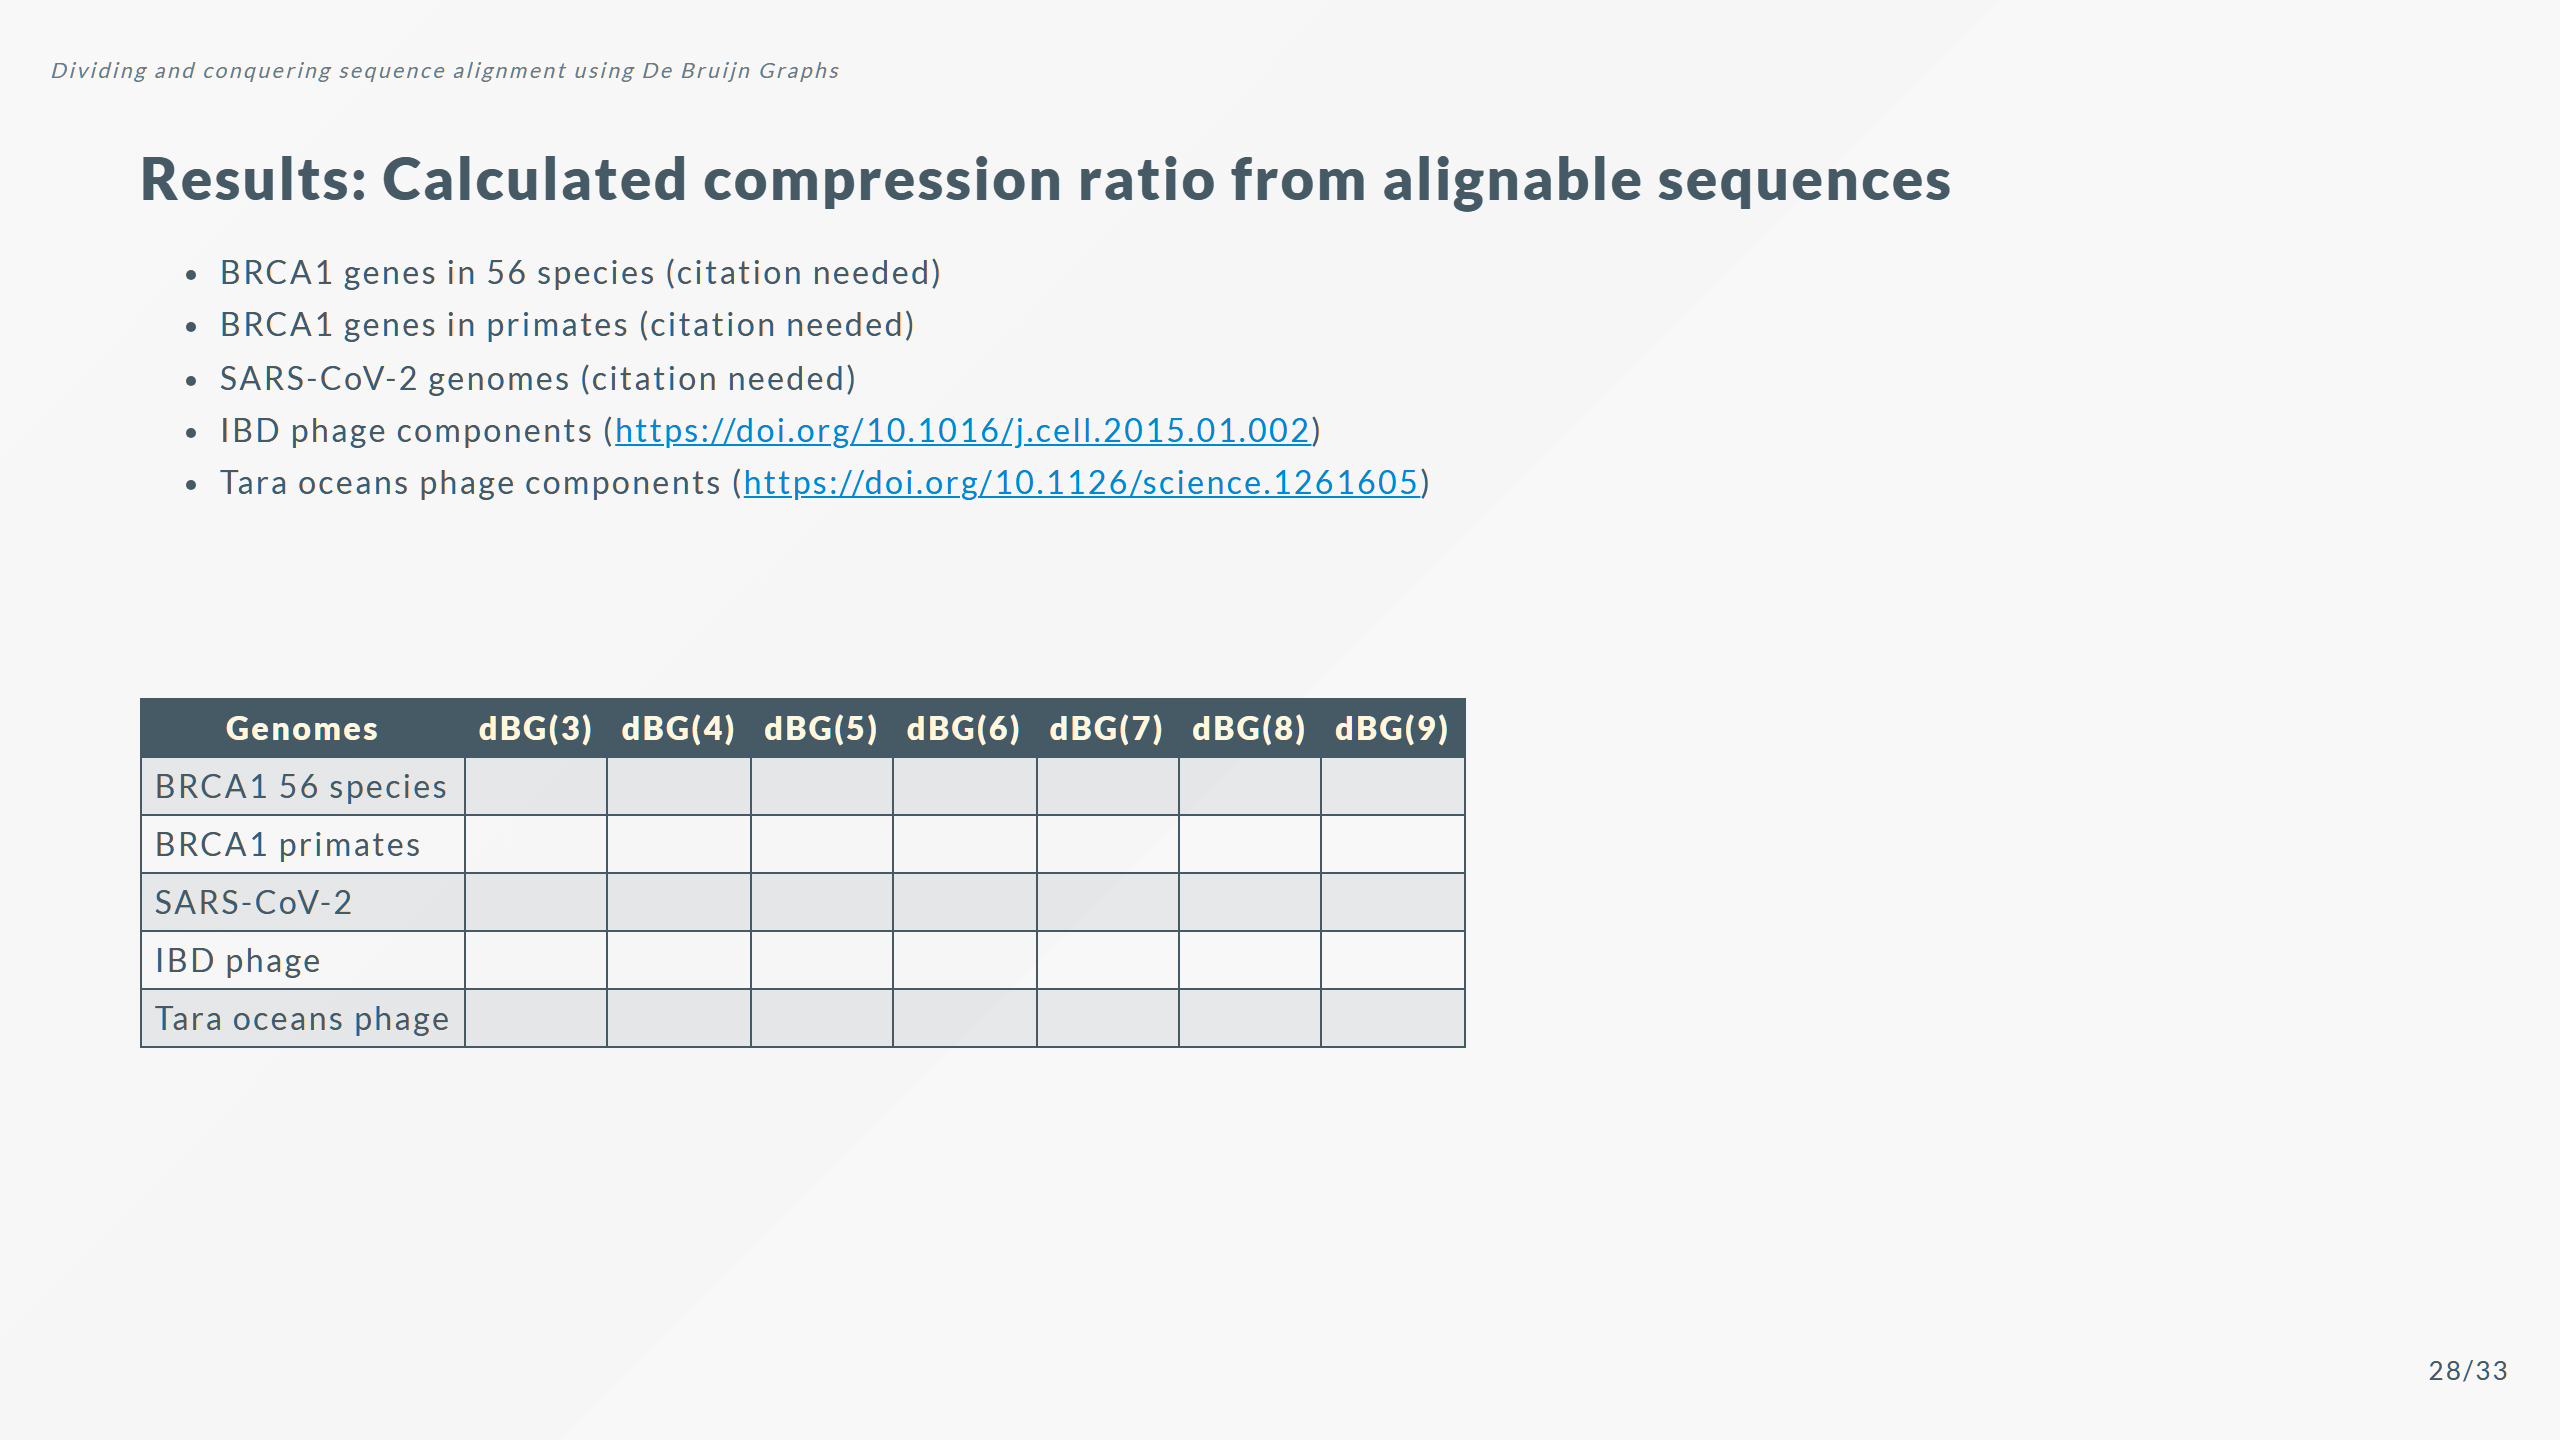 Dividing and conquering sequence alignment using De Bruijn Graphs
Results: Calculated compression ratio from alignable sequences
• BRCA1 genes in 56 species (citation needed)
• BRCA1 genes in primates (citation needed)
• SARS-CoV-2 genomes (citation needed)
• IBD phage components (https://doi.org/10.1016/j.cell.2015.01.002)
• Tara oceans phage components (https://doi.org/10.1126/science.1261605)
Genomes dBG(3) dBG(4) dBG(5) dBG(6) dBG(7) dBG(8) dBG(9)
BRCA1 56 species
BRCA1 primates
SARS-CoV-2
IBD phage
Tara oceans phage
28/33